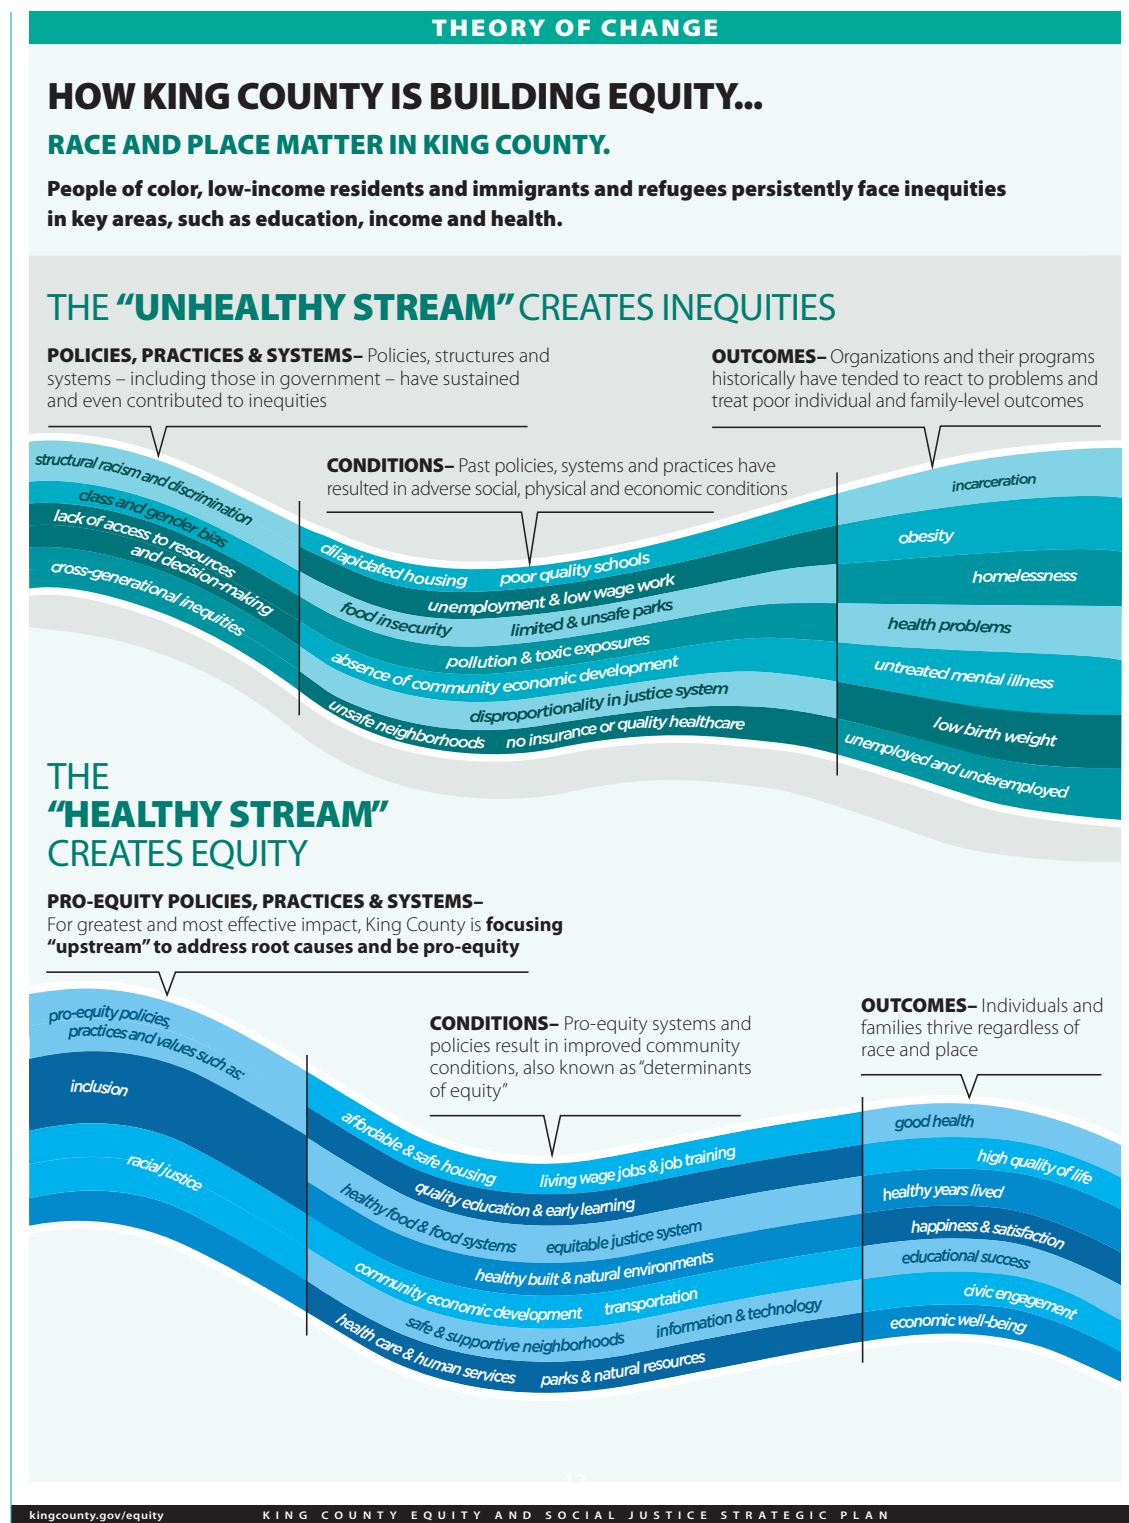 THEORY OF CHANGE
HOW KING COUNTY IS BUILDING EQUITY...
RACE AND PLACE MATTER IN KING COUNTY.
People of color, low-income residents and immigrants and refugees persistently face inequities
in key areas, such as education, income and health.
THE “UNHEALTHY STREAM” CREATES INEQUITIES
POLICIES, PRACTICES & SYSTEMS– Policies, structures and
systems – including those in government – have sustained
and even contributed to inequities
OUTCOMES– Organizations and their programs
historically have tended to react to problems and
treat poor individual and family-level outcomes
CONDITIONS– Past policies, systems and practices have
resulted in adverse social, physical and economic conditions
structural racism and discrimination
class and gender bias
lack of access to resources
and decision-making
cross-generational inequities
dilapidated housing
poor quality schools
unemployment & low wage work
food insecurity
limited & unsafe parks
pollution & toxic exposures
absence of community economic development
disproportionality in justice system
unsafe neighborhoods
no insurance or quality healthcare
incarceration
obesity
homelessness
health problems
untreated mental illness
low birth weight
unemployed and underemployed
THE
“HEALTHY STREAM”
CREATES EQUITY
PRO-EQUITY POLICIES, PRACTICES & SYSTEMS–
For greatest and most effective impact, King County is focusing
“upstream” to address root causes and be pro-equity
CONDITIONS– Pro-equity systems and
policies result in improved community
conditions, also known as “determinants
of equity”
OUTCOMES– Individuals and
families thrive regardless of
race and place
pro-equity policies,
practices and values such as:
inclusion
racial justice
affordable & safe housing
living wage jobs & job training
quality education & early learning
healthy food & food systems
equitable justice system
healthy built & natural environments
community economic development
transportation
safe & supportive neighborhoods
information & technology
health care & human services
parks & natural resources
good health
high quality of life
healthy years lived
happiness & satisfaction
educational success
civic engagement
economic well-being
kingcounty.gov/equity
KING COUNTY EQUITY AND SOCIAL JUSTICE STRATEGIC PLAN